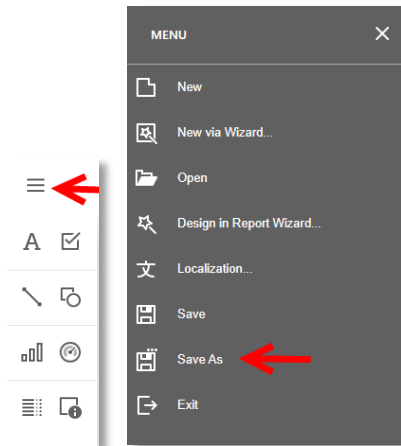 MENU
New
New via Wizard...
Open
Design in Report Wizard...
Localization...
Save
Save As
Exit
A